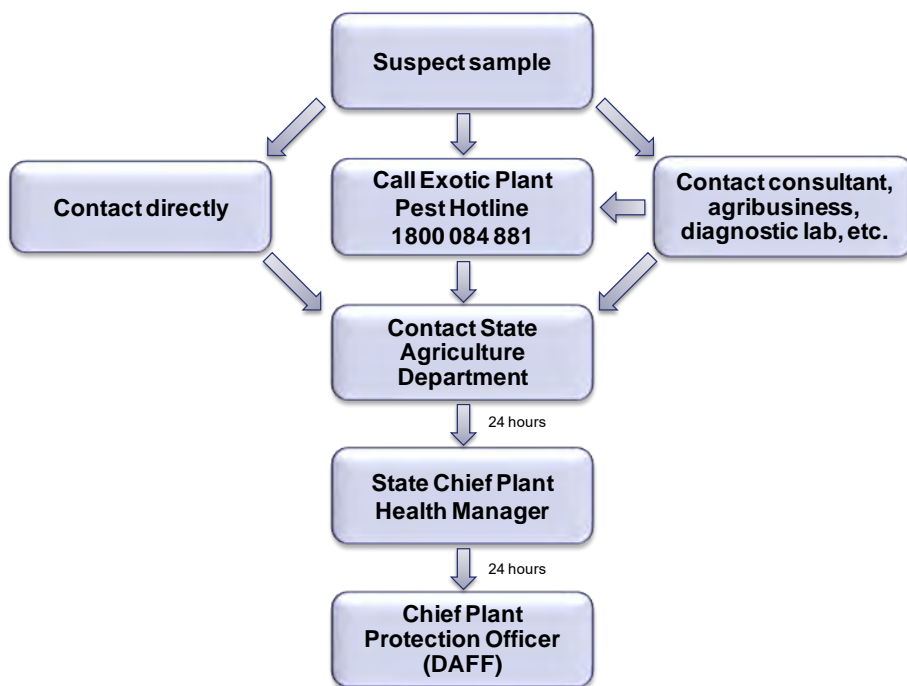 Suspect sample
Contact directly
Call Exotic Plant
Pest Hotline
1800 084 881
Contact consultant,
agribusiness,
diagnostic lab, etc.
Contact State
Agriculture
Department
24 hours
State Chief Plant
Health Manager
24 hours
Chief Plant
Protection Officer
(DAFF)